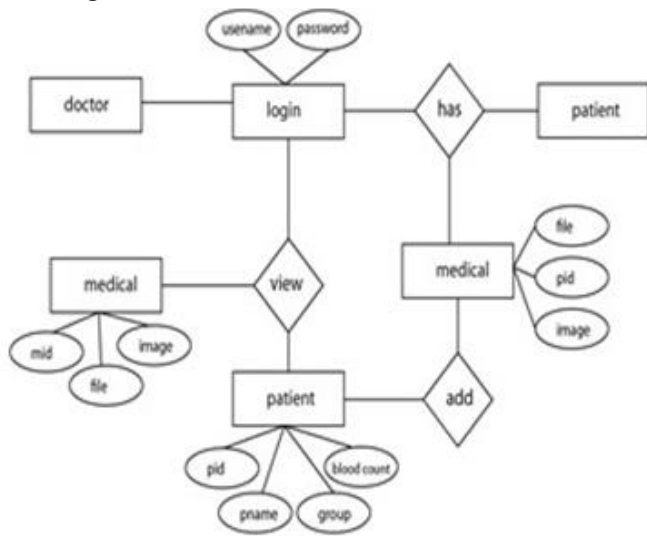 usename password
doctor login has patient
file
medical view medical pid
mid image image
file
patient add
pid blood count
pname group